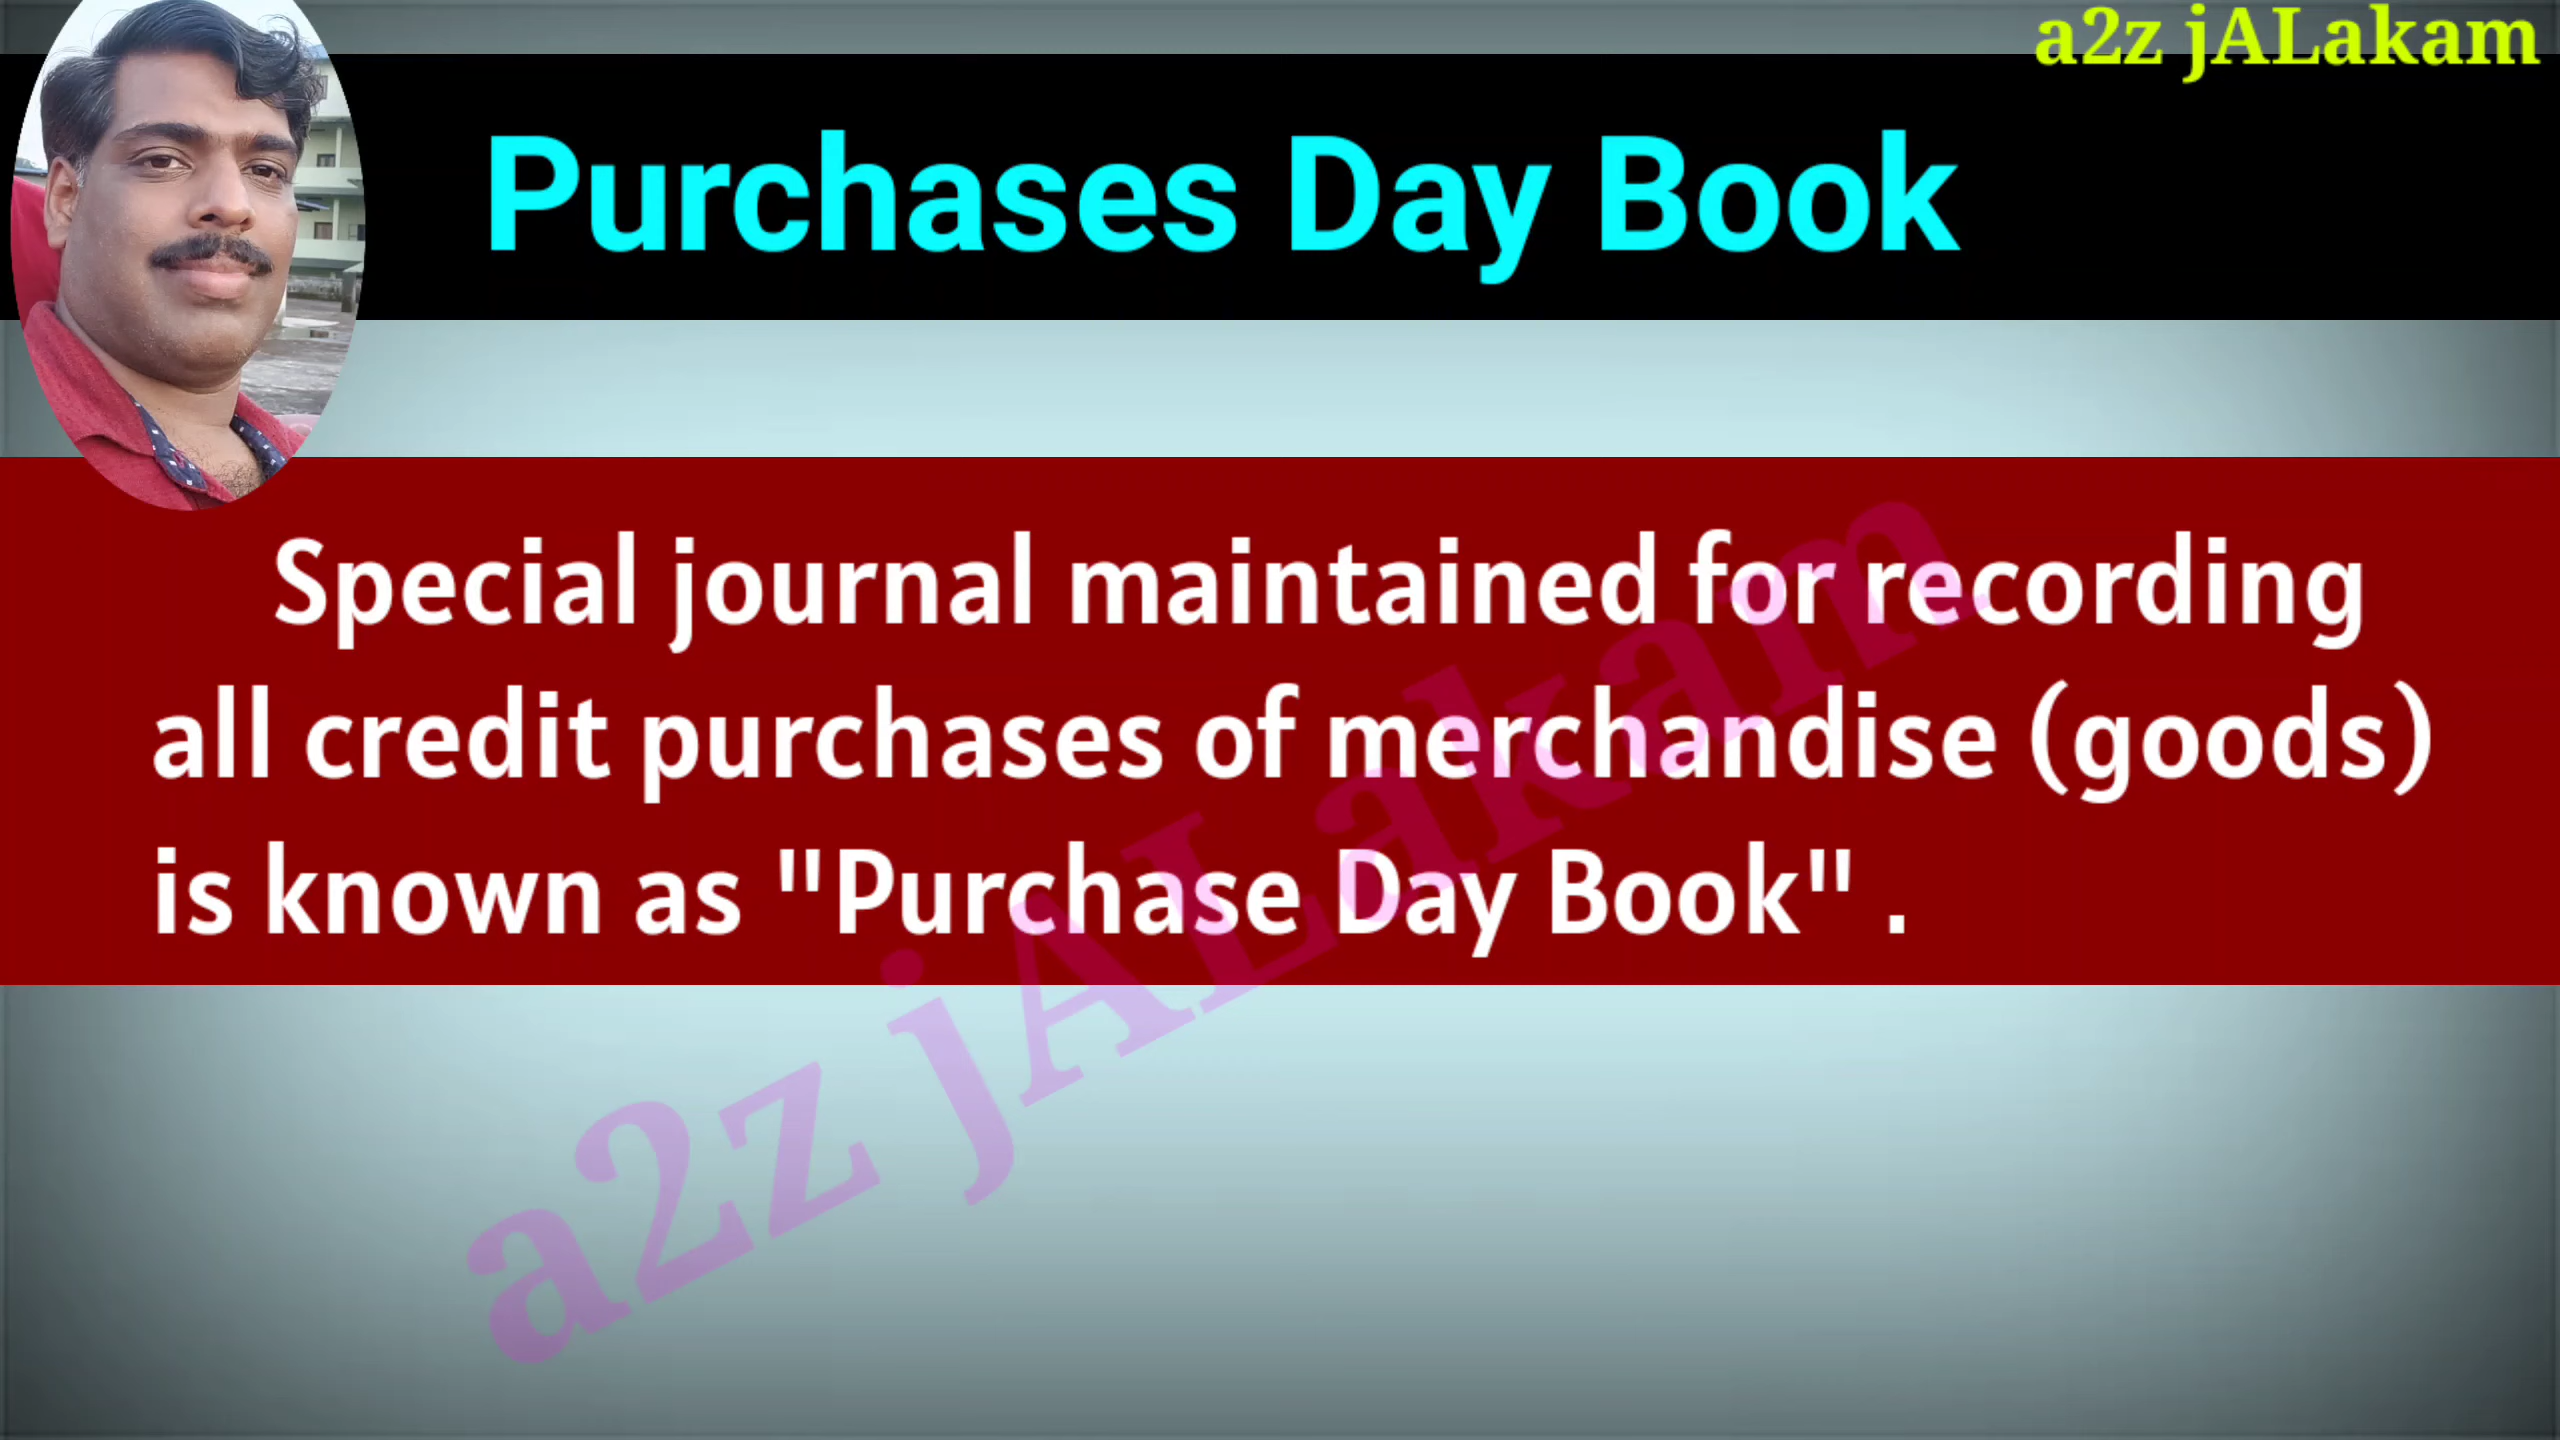 a2z jALakam
Purchases Day Book
Special journal maintained for recording
all credit purchases of merchandise (goods)
is known as "Purchase Day Book" .
a2z jALakam